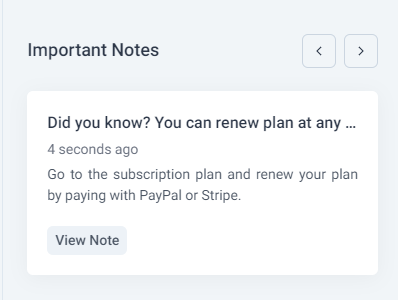 Important Notes
Did you know? You can renew plan at any ...
4 seconds ago
Go to the subscription plan and renew your plan
by paying with PayPal or Stripe.
View Note